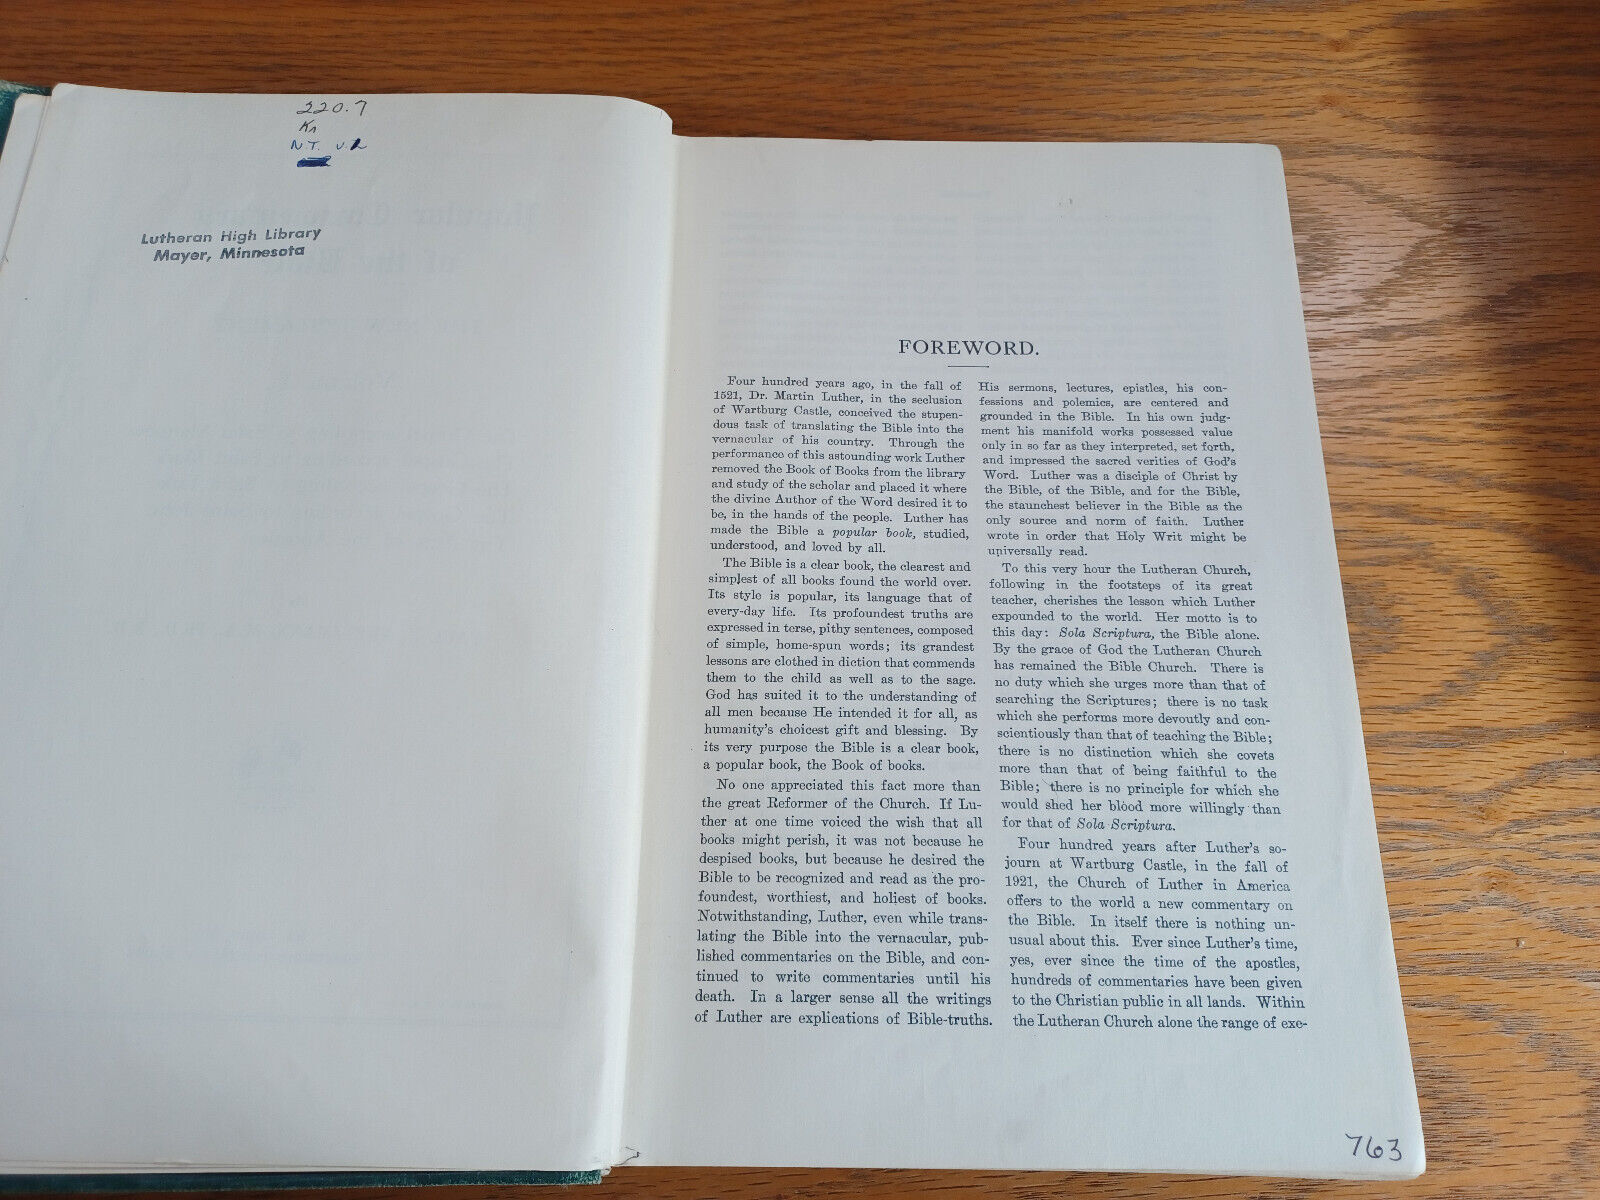 220.7
Kn
N.T. v.
Lutheran High Library
Mayer, Minnesota
FOREWORD.
Four hundred years ago, in the fall of
1521, Dr. Martin Luther, in the seclusion
of Wartburg Castle, conceived the stupen-
dous task of translating the Bible into the
vernacular of his country. Through the
performance of this astounding work Luther
removed the Book of Books from the library
and study of the scholar and placed it where
the divine Author of the Word desired it to
be, in the hands of the people. Luther has
made the Bible a popular book, studied,
understood, and loved by all.
The Bible is a clear book, the clearest and
simplest of all books found the world over.
Its style is popular, its language that of
every-day life. Its profoundest truths are
expressed in terse, pithy sentences, composed
of simple, home-spun words; its grandest
lessons are clothed in diction that commends
them to the child as well as to the sage.
God has suited it to the understanding of
all men because He intended it for all, as
humanity's choicest gift and blessing. By
its very purpose the Bible is a clear book,
a popular book, the Book of books.
No one appreciated this fact more than
the great Reformer of the Church. If Lu-
ther at one time voiced the wish that all
books might perish, it was not because he
despised books, but because he desired the
Bible to be recognized and read as the pro-
foundest, worthiest, and holiest of books.
Notwithstanding, Luther, even while trans-
lating the Bible into the vernacular, pub-
lished commentaries on the Bible, and con-
tinued to write commentaries until his
death. In a larger sense all the writings
of Luther are explications of Bible-truths.
His sermons, lectures, epistles, his con-
fessions and polemics, are centered and
grounded in the Bible. In his own judg-
ment his manifold works possessed value
only in so far as they interpreted, set forth,
and impressed the sacred verities of God's
Word. Luther was a disciple of Christ by
the Bible, of the Bible, and for the Bible,
the staunchest believer in the Bible as the
only source and norm of faith. Luther
wrote in order that Holy Writ might be
universally read.
To this very hour the Lutheran Church,
following in the footsteps of its great
teacher, cherishes the lesson which Luther
expounded to the world. Her motto is to
this day: Sola Scriptura, the Bible alone.
By the grace of God the Lutheran Church
has remained the Bible Church. There is
no duty which she urges more than that of
searching the Scriptures; there is no task
which she performs more devoutly and con-
scientiously than that of teaching the Bible;
there is no distinction which she covets
more than that of being faithful to the
Bible; there is no principle for which she
would shed her blood more willingly than
for that of Sola Scriptura.
Four hundred years after Luther's so-
journ at Wartburg Castle, in the fall of
1921, the Church of Luther in America
offers to the world a new commentary on
the Bible. In itself there is nothing un-
usual about this. Ever since Luther's time,
yes, ever since the time of the apostles,
hundreds of commentaries have been given
to the Christian public in all lands. Within
the Lutheran Church alone the range of exe-
763